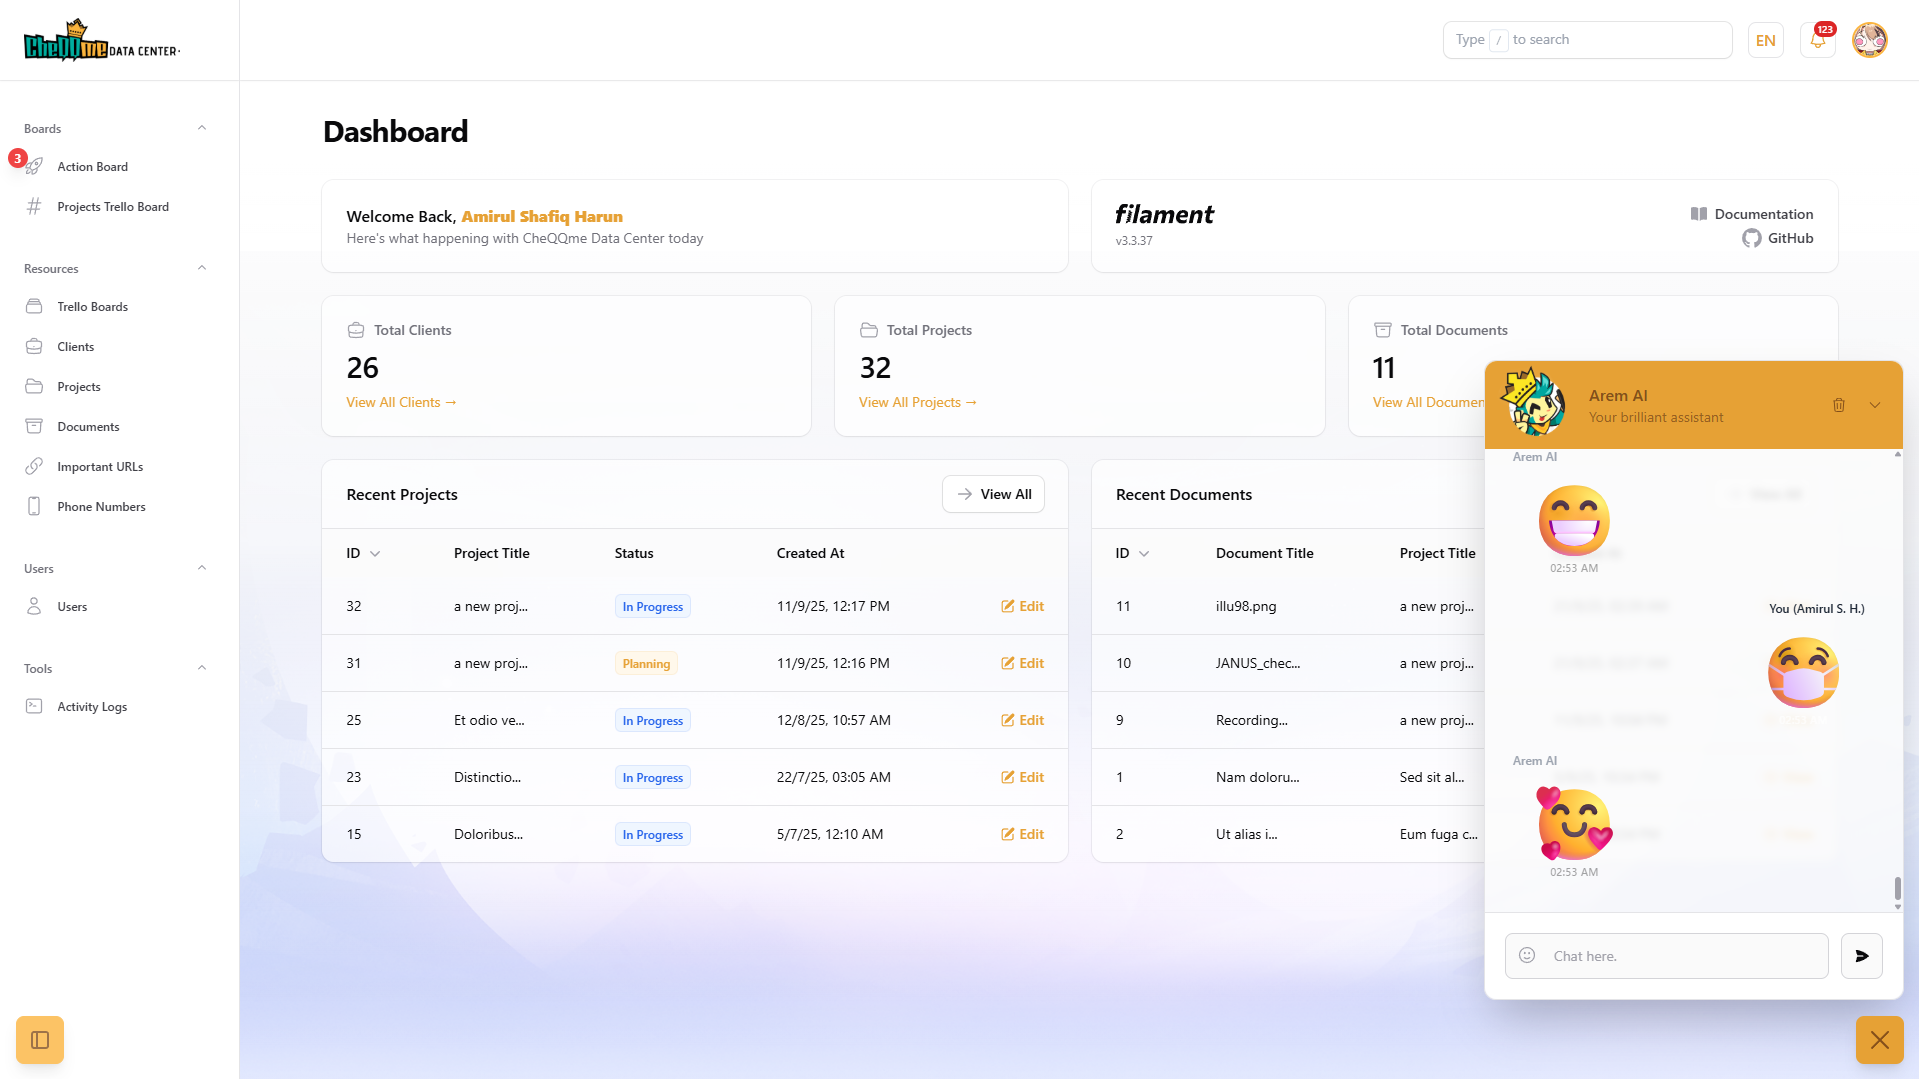 CheQQme DATA CENTER.
Type / to search
EN
123
Boards
3
Action Board
Projects Trello Board
Resources
Trello Boards
Clients
Projects
Documents
Important URLs
Phone Numbers
Users
Users
Tools
Activity Logs
Dashboard
Welcome Back, Amirul Shafiq Harun
Here's what happening with CheQQme Data Center today
filament
v3.3.37
Documentation
GitHub
Total Clients
26
View All Clients →
Total Projects
32
View All Projects →
Total Documents
11
View All Documen
Recent Projects
View All
ID Project Title Status Created At
32 a new proj... In Progress 11/9/25, 12:17 PM Edit
31 a new proj... Planning 11/9/25, 12:16 PM Edit
25 Et odio ve... In Progress 12/8/25, 10:57 AM Edit
23 Distinctio... In Progress 22/7/25, 03:05 AM Edit
15 Doloribus... In Progress 5/7/25, 12:10 AM Edit
Recent Documents
ID Document Title Project Title
11 illu98.png a new proj...
10 JANUS_chec... a new proj...
9 Recording... a new proj...
1 Nam doloru... Sed sit al...
2 Ut alias i... Eum fuga c...
Arem AI
Your brilliant assistant
Arem AI
02:53 AM
You (Amirul S. H.)
Arem AI
02:53 AM
Chat here.